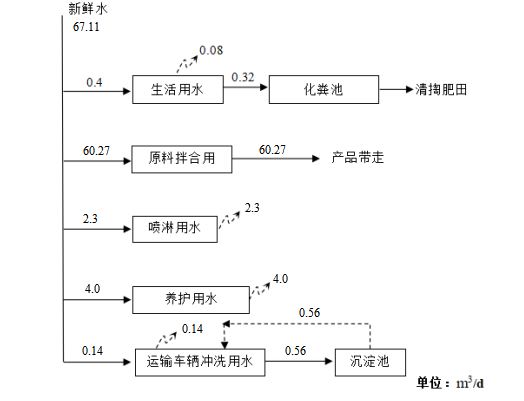 新鲜水
67.11
0.08
0.4
生活用水
0.32
化粪池
清掏肥田
60.27
原料拌合用
60.27
产品带走
2.3
喷淋用水
2.3
4.0
养护用水
4.0
0.56
0.14
0.14
运输车辆冲洗用水
0.56
沉淀池
单位：m³/d